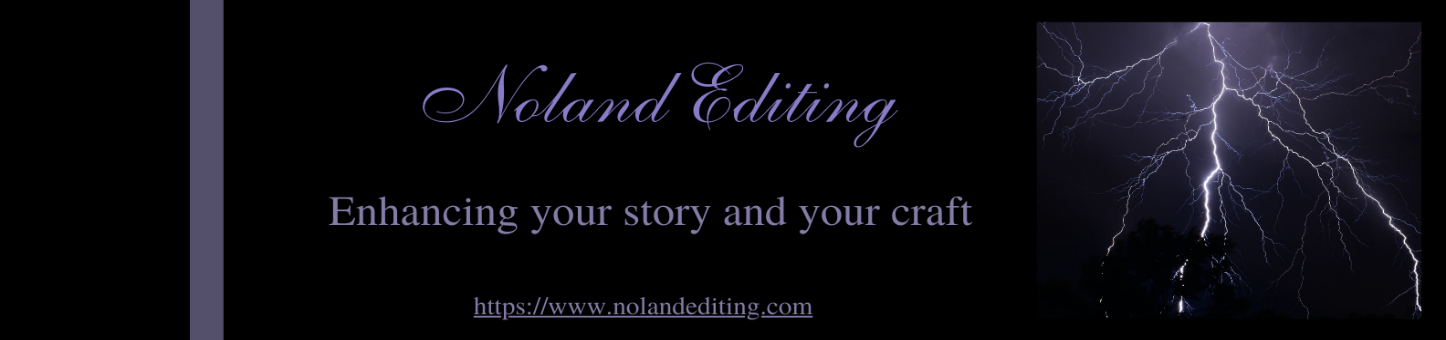 Noland Editing
Enhancing your story and your craft
https://www.nolandediting.com